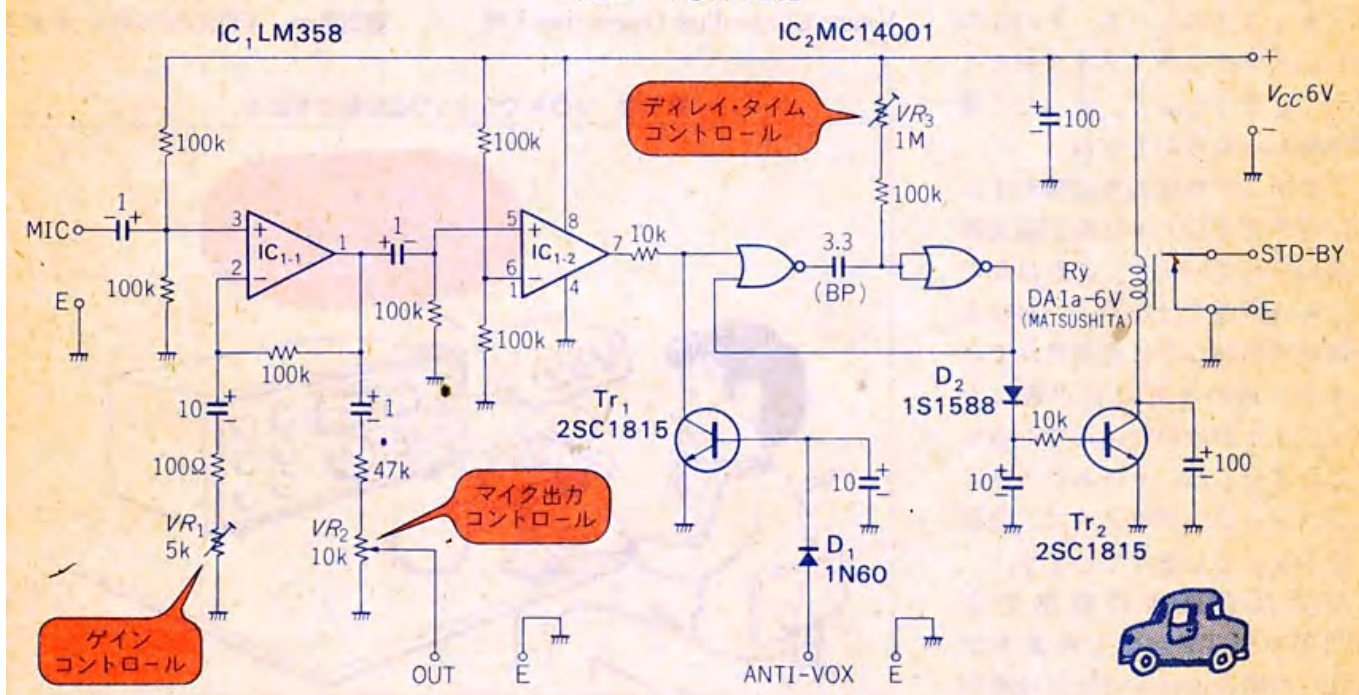 IC₁ LM358
IC₂ MC14001
ディレイ・タイム
コントロール
VR₃
1M
100k
100k
100k
+
100
−
+
V_CC 6V
−
MIC
1
− +
3
+
IC₁₋₁
1
2
−
1
+ −
5
+
8
IC₁₋₂
7
6
−
1
4
10k
3.3
(BP)
Ry
DA1a-6V
(MATSUSHITA)
STD-BY
E
E
100k
100k
100k
100k
10
+
−
+
1
−
100Ω
47k
VR₁
5k
VR₂
10k
マイク出力
コントロール
ゲイン
コントロール
Tr₁
2SC1815
10
+
−
D₁
1N60
D₂
1S1588
10k
10
+
−
Tr₂
2SC1815
+
100
−
OUT
E
ANTI-VOX
E